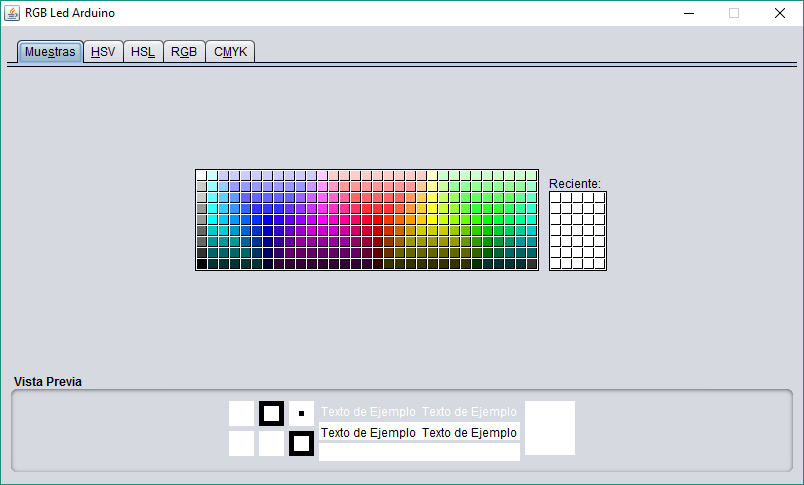 RGB Led Arduino
Muestras HSV HSL RGB CMYK
Reciente:
Vista Previa
Texto de Ejemplo Texto de Ejemplo
Texto de Ejemplo Texto de Ejemplo